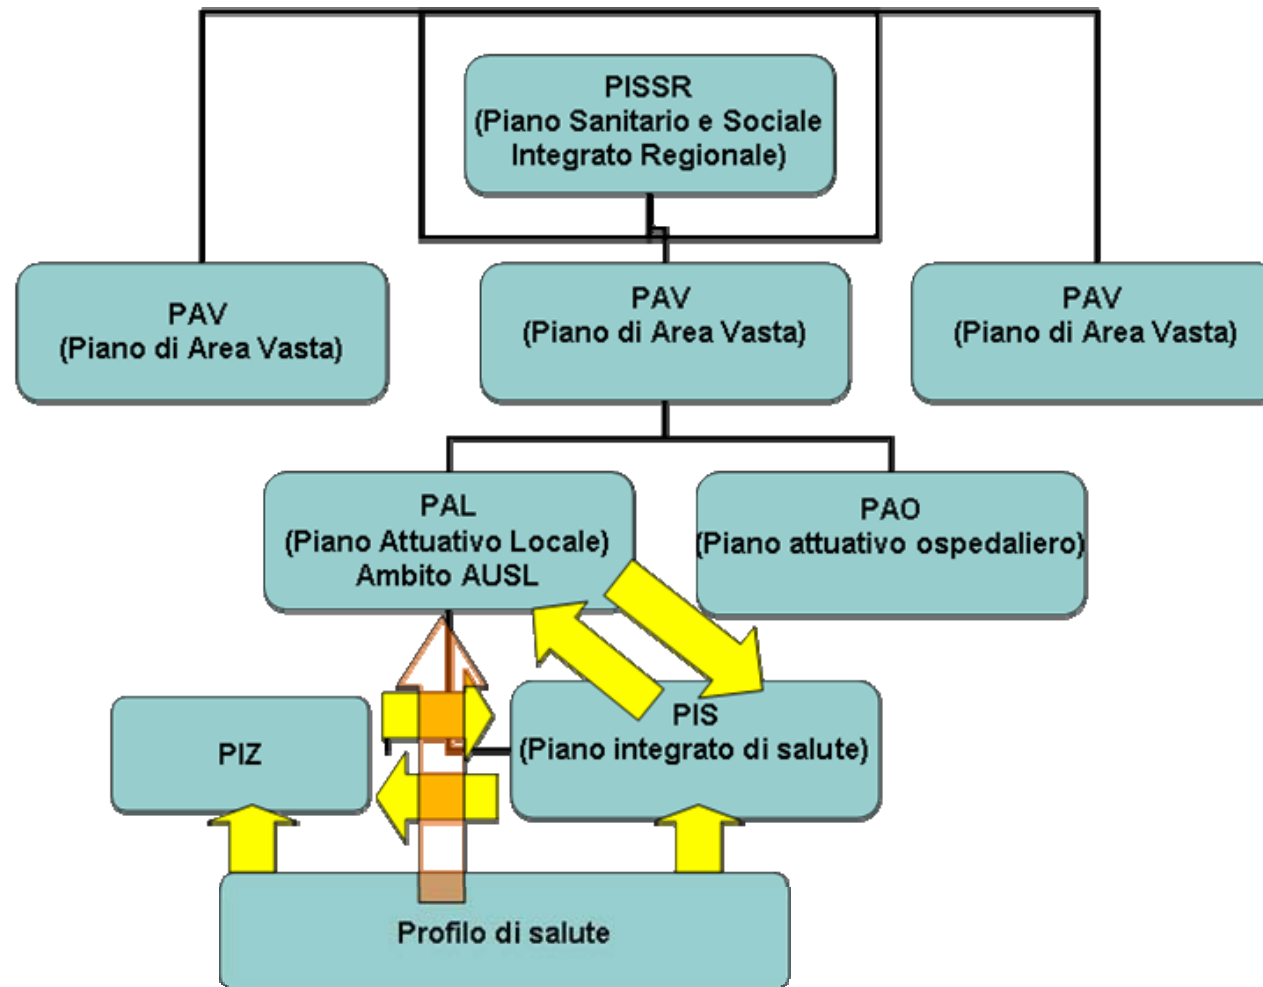 PISSR
(Piano Sanitario e Sociale
Integrato Regionale)
PAV
(Piano di Area Vasta)
PAV
(Piano di Area Vasta)
PAV
(Piano di Area Vasta)
PAL
(Piano Attuativo Locale)
Ambito AUSL
PAO
(Piano attuativo ospedaliero)
PIZ
PIS
(Piano integrato di salute)
Profilo di salute